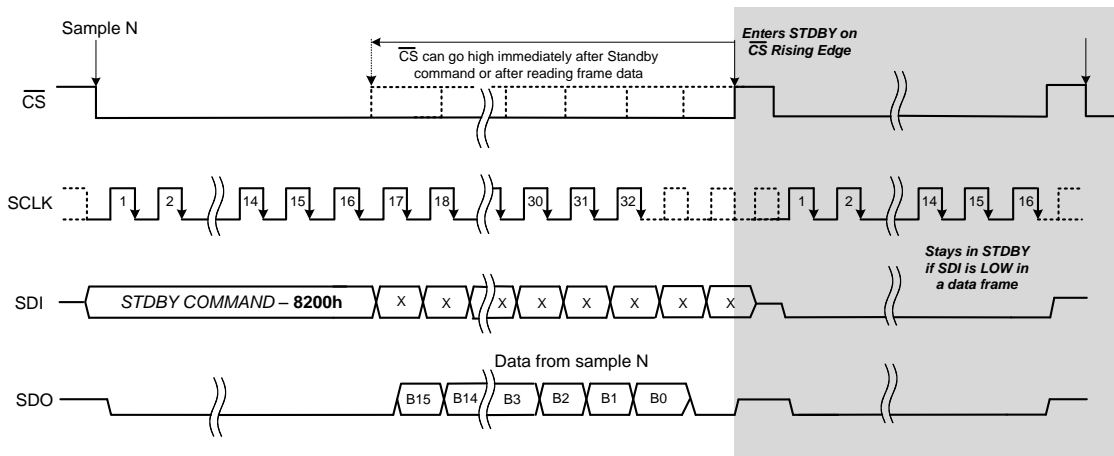 Sample N
CS can go high immediately after Standby
command or after reading frame data
Enters STDBY on
CS Rising Edge
CS
SCLK
1 2 14 15 16 17 18 30 31 32 1 2 14 15 16
Stays in STDBY
if SDI is LOW in
a data frame
SDI
STDBY COMMAND – 8200h
X X X X X X X X
Data from sample N
SDO
B15 B14 B3 B2 B1 B0